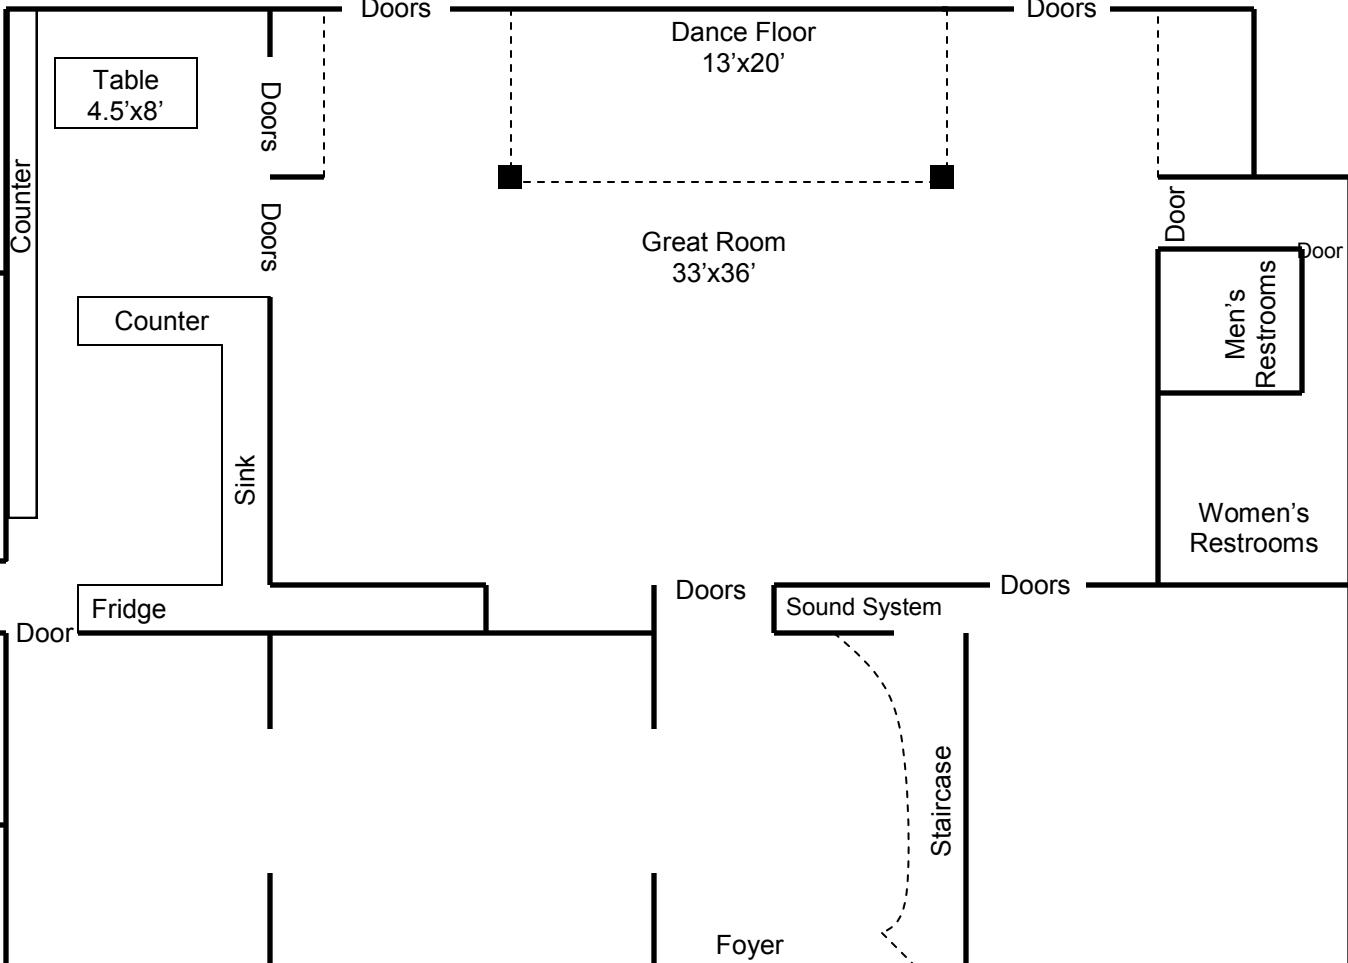 Doors
Doors
Dance Floor
13’x20’
Table
4.5’x8’
Doors
Counter
Doors
Door
Great Room
33’x36’
Door
Men’s
Restrooms
Counter
Sink
Women’s
Restrooms
Doors
Doors
Fridge
Sound System
Door
Staircase
Foyer